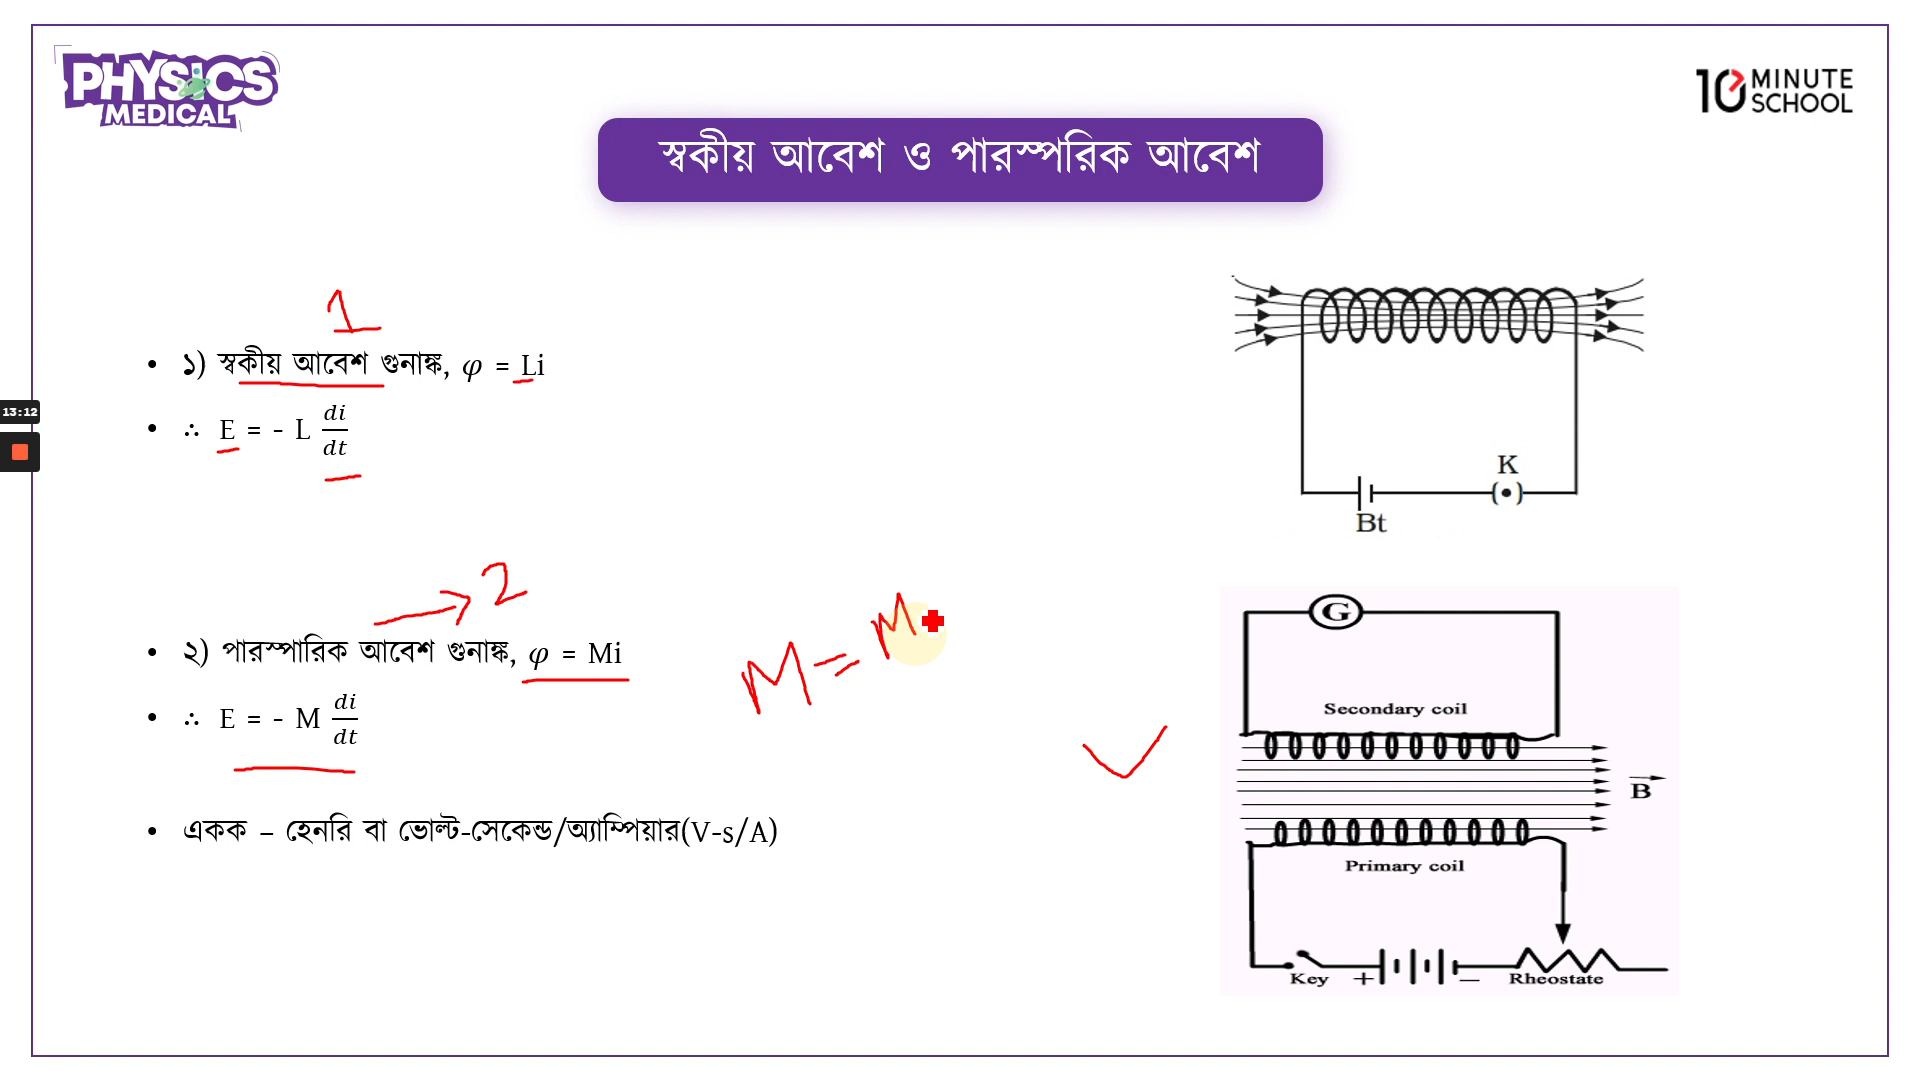 PHYSICS
MEDICAL
10 MINUTE
SCHOOL
স্বকীয় আবেশ ও পারস্পরিক আবেশ
1
• ১) স্বকীয় আবেশ গুনাঙ্ক, φ = Li
• ∴ E = - L di/dt
13:12
K
Bt
2
• ২) পারস্পারিক আবেশ গুনাঙ্ক, φ = Mi
• ∴ E = - M di/dt
M = M
• একক – হেনরি বা ভোল্ট-সেকেন্ড/অ্যাম্পিয়ার(V-s/A)
G
Secondary coil
B
Primary coil
Key + – Rheostate